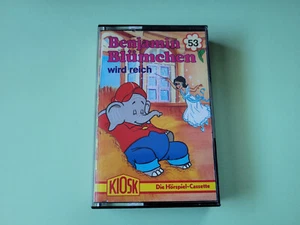 Benjamin
Blümchen
53
wird reich
KIOSK
Die Hörspiel-Cassette